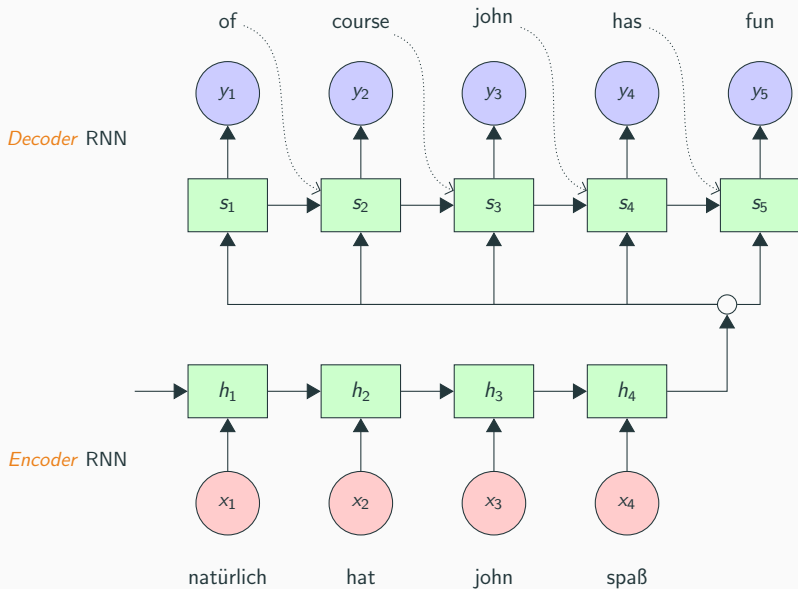 of course john has fun
y1 y2 y3 y4 y5
Decoder RNN
s1 s2 s3 s4 s5
h1 h2 h3 h4
Encoder RNN
x1 x2 x3 x4
natürlich hat john spaß